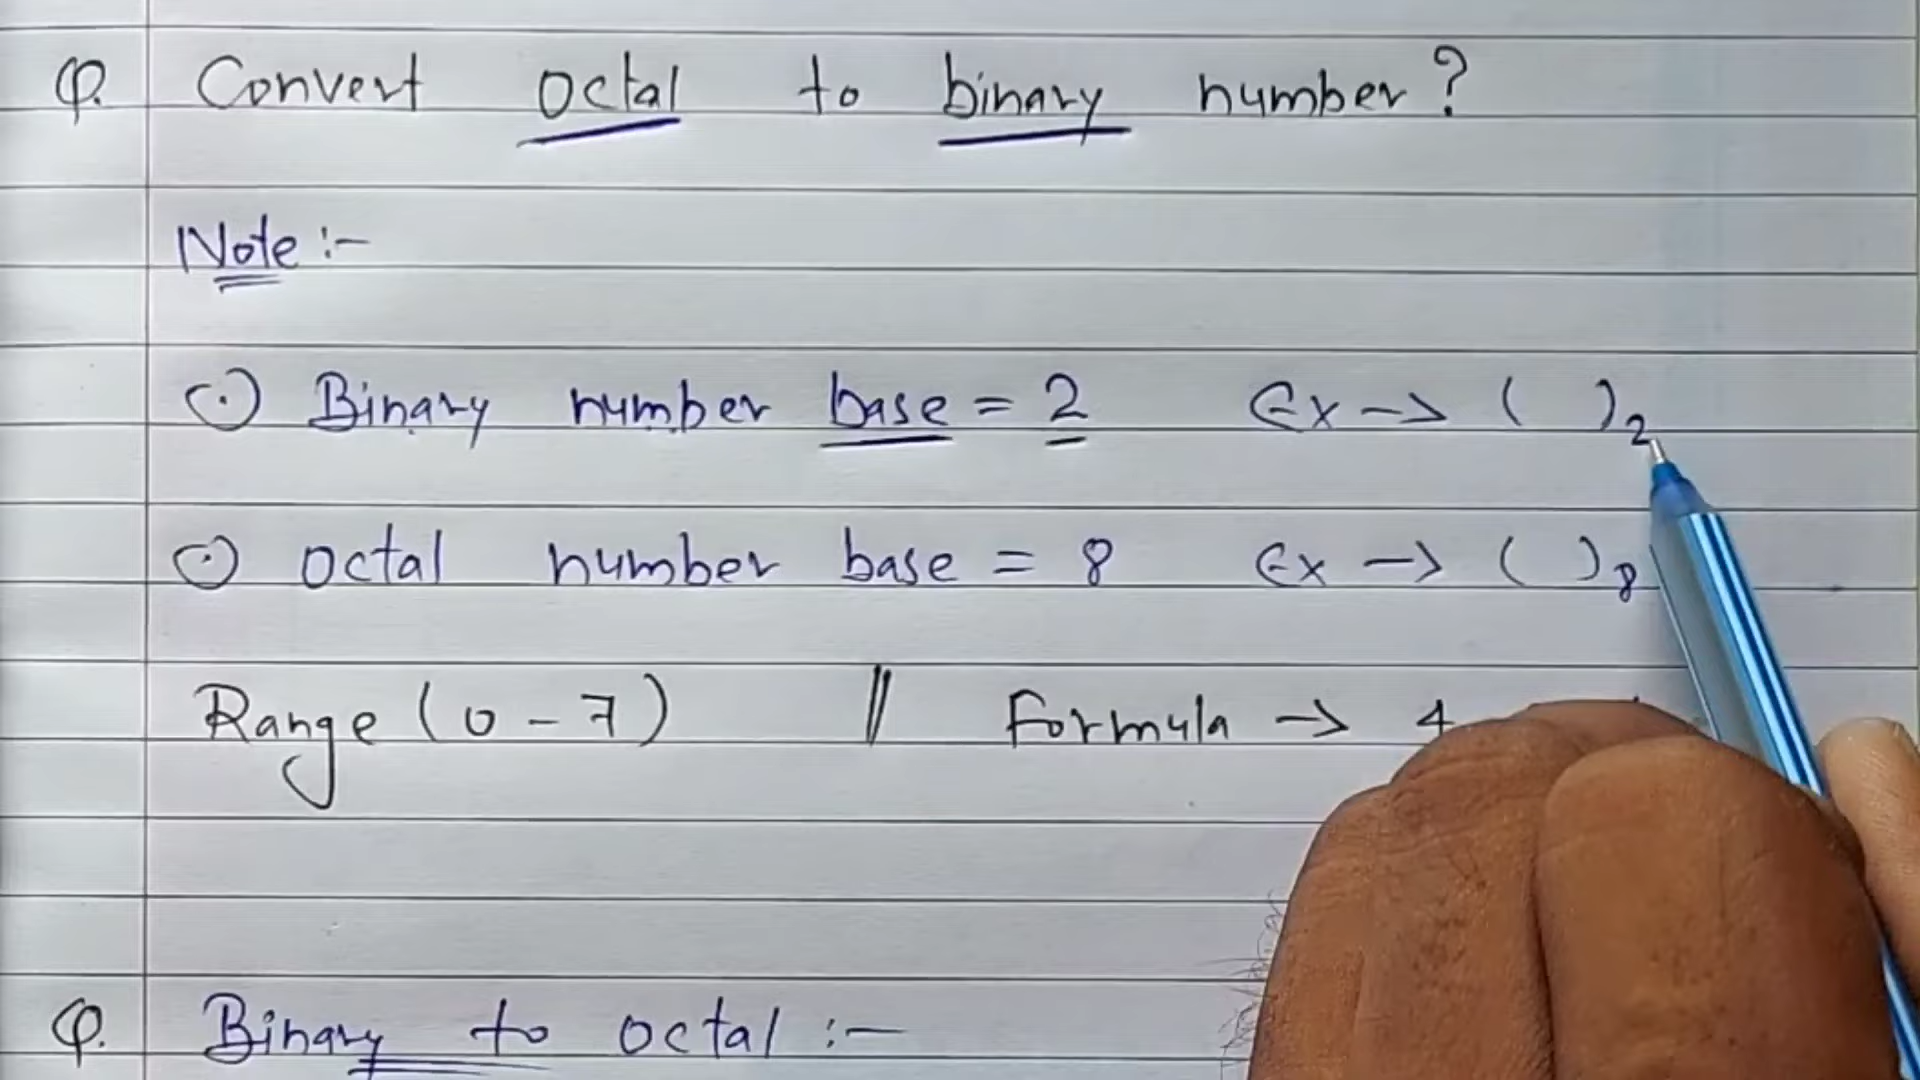 Q. Convert Octal to binary number?
Note :-
⊙ Binary number base = 2 Ex -> ( )2
⊙ Octal number base = 8 Ex -> ( )8
Range (0 - 7) || Formula -> 4
Q. Binary to octal :-